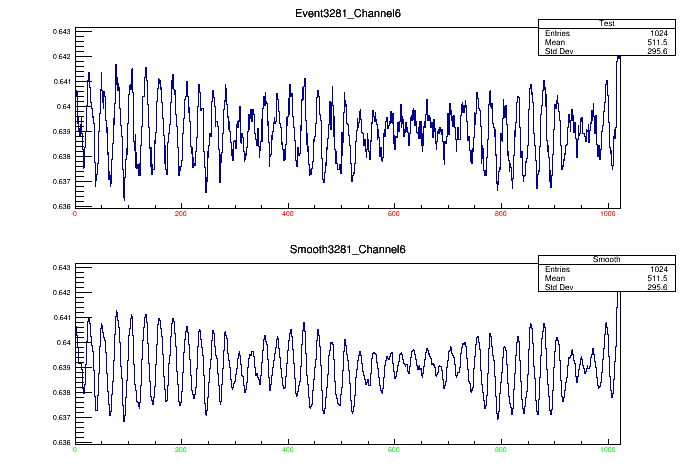 Event3281_Channel6
Test
Entries 1024
Mean 511.5
Std Dev 295.6
0.643
0.642
0.641
0.64
0.639
0.638
0.637
0.636
0 200 400 600 800 1000
Smooth3281_Channel6
Smooth
Entries 1024
Mean 511.5
Std Dev 295.6
0.643
0.642
0.641
0.64
0.639
0.638
0.637
0.636
0 200 400 600 800 1000